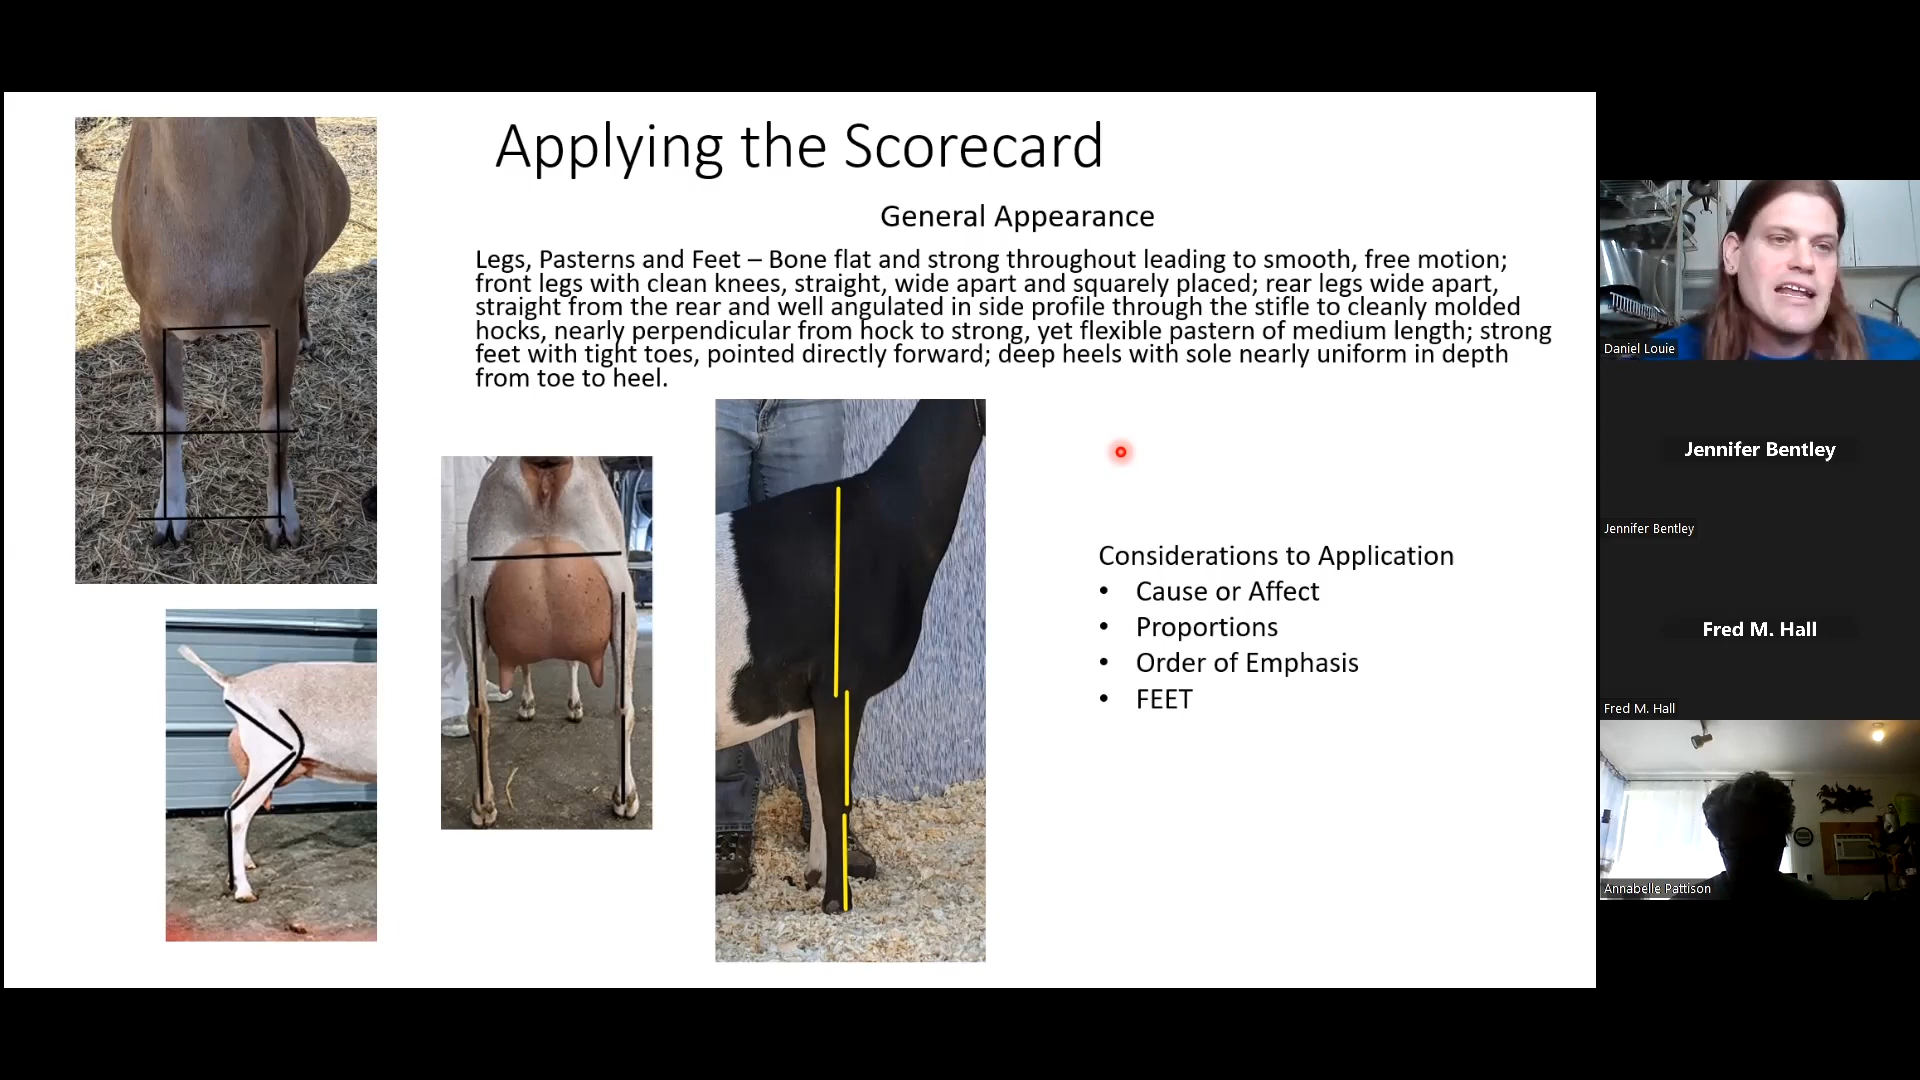 Applying the Scorecard
General Appearance
Legs, Pasterns and Feet – Bone flat and strong throughout leading to smooth, free motion;
front legs with clean knees, straight, wide apart and squarely placed; rear legs wide apart,
straight from the rear and well angulated in side profile through the stifle to cleanly molded
hocks, nearly perpendicular from hock to strong, yet flexible pastern of medium length; strong
feet with tight toes, pointed directly forward; deep heels with sole nearly uniform in depth
from toe to heel.
Considerations to Application
• Cause or Affect
• Proportions
• Order of Emphasis
• FEET
Daniel Louie
Jennifer Bentley
Jennifer Bentley
Fred M. Hall
Fred M. Hall
Annabelle Pattison